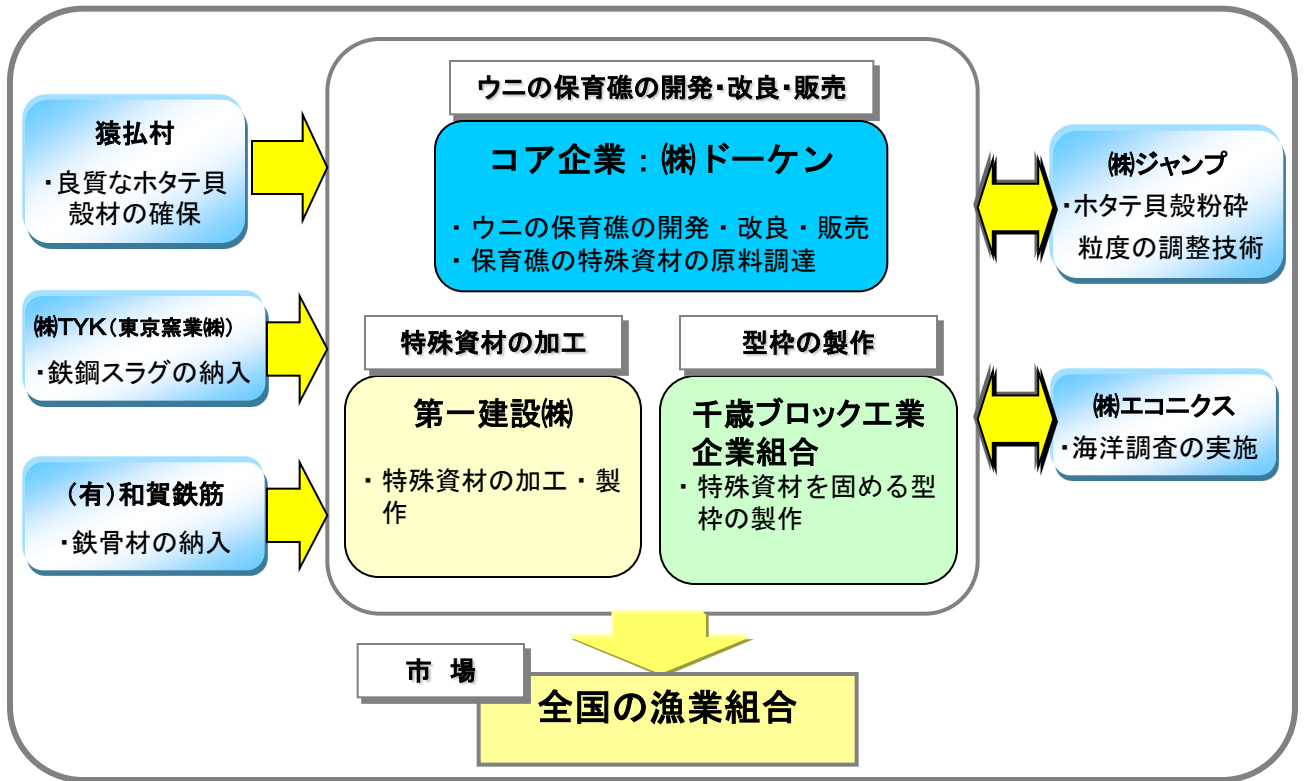 ウニの保育礁の開発・改良・販売
コア企業：㈱ドーケン
・ウニの保育礁の開発・改良・販売
・保育礁の特殊資材の原料調達
猿払村
・良質なホタテ貝
殻材の確保
㈱TYK（東京窯業㈱）
・鉄鋼スラグの納入
（有）和賀鉄筋
・鉄骨材の納入
特殊資材の加工
第一建設㈱
・特殊資材の加工・製
作
型枠の製作
千歳ブロック工業
企業組合
・特殊資材を固める型
枠の製作
㈱ジャンプ
・ホタテ貝殻粉砕
粒度の調整技術
㈱エコニクス
・海洋調査の実施
市 場
全国の漁業組合